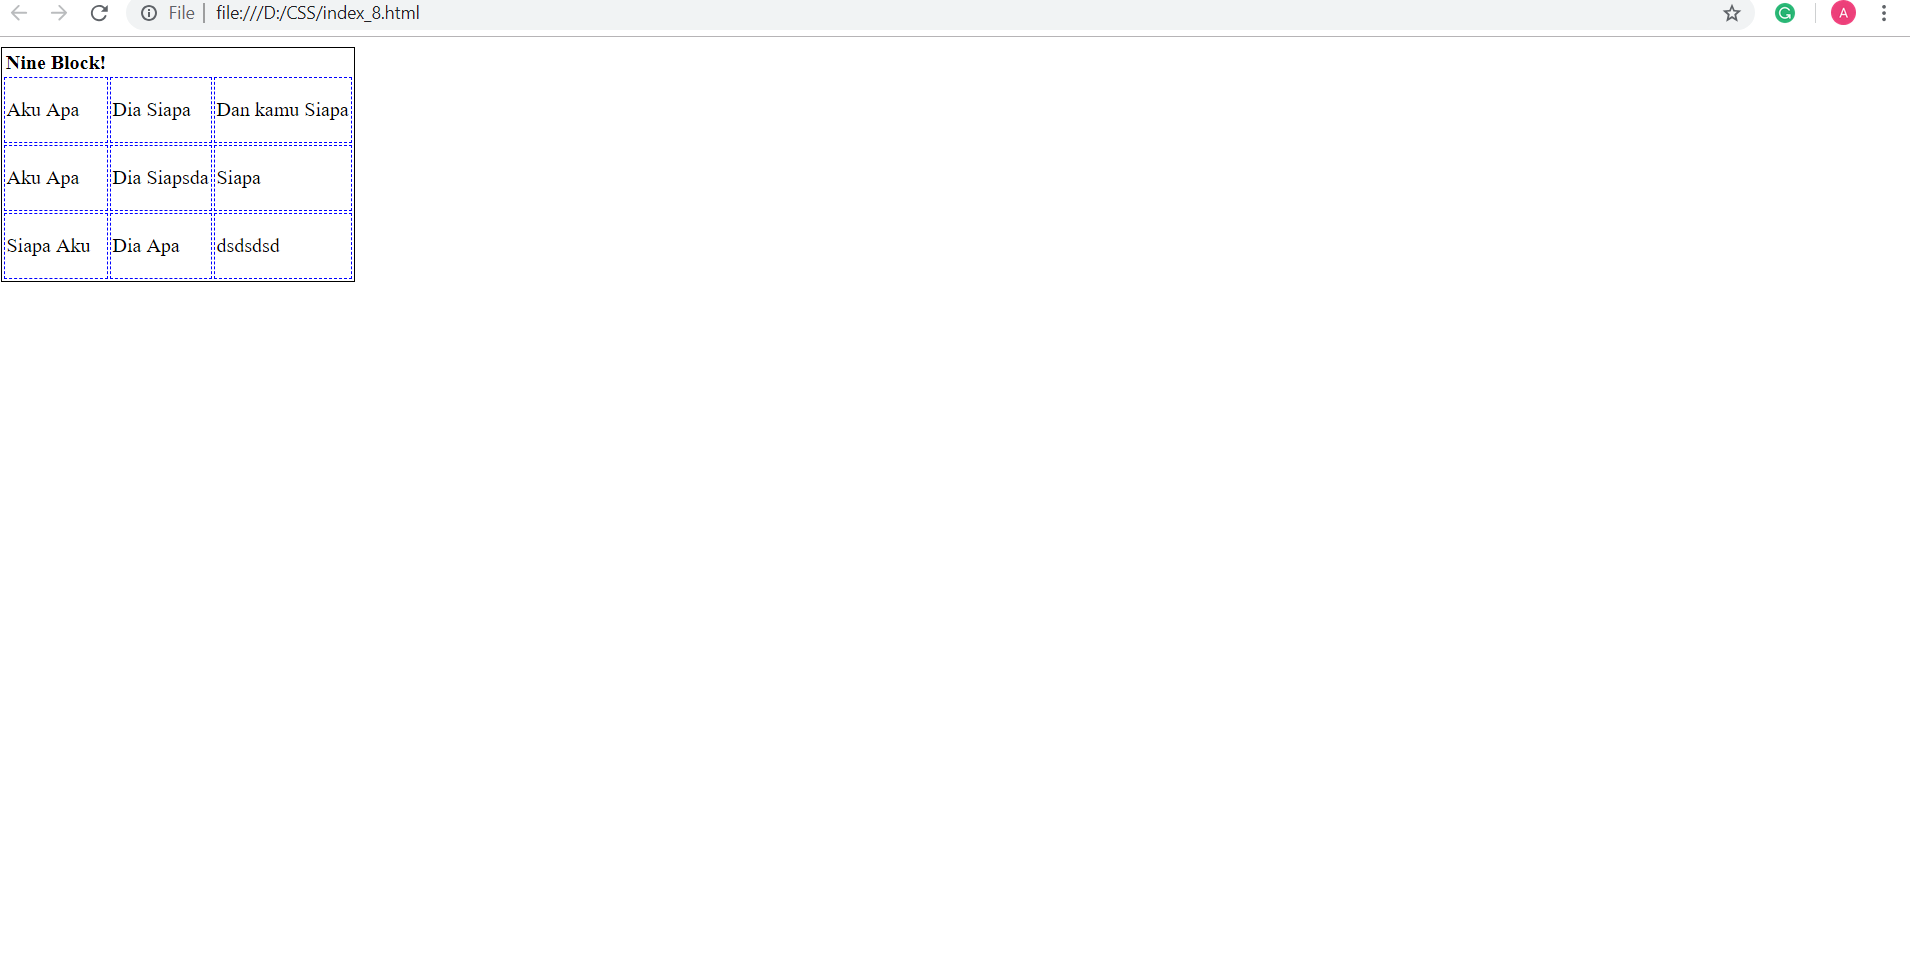 File file:///D:/CSS/index_8.html A
Nine Block!
Aku Apa Dia Siapa Dan kamu Siapa
Aku Apa Dia Siapsda Siapa
Siapa Aku Dia Apa dsdsdsd